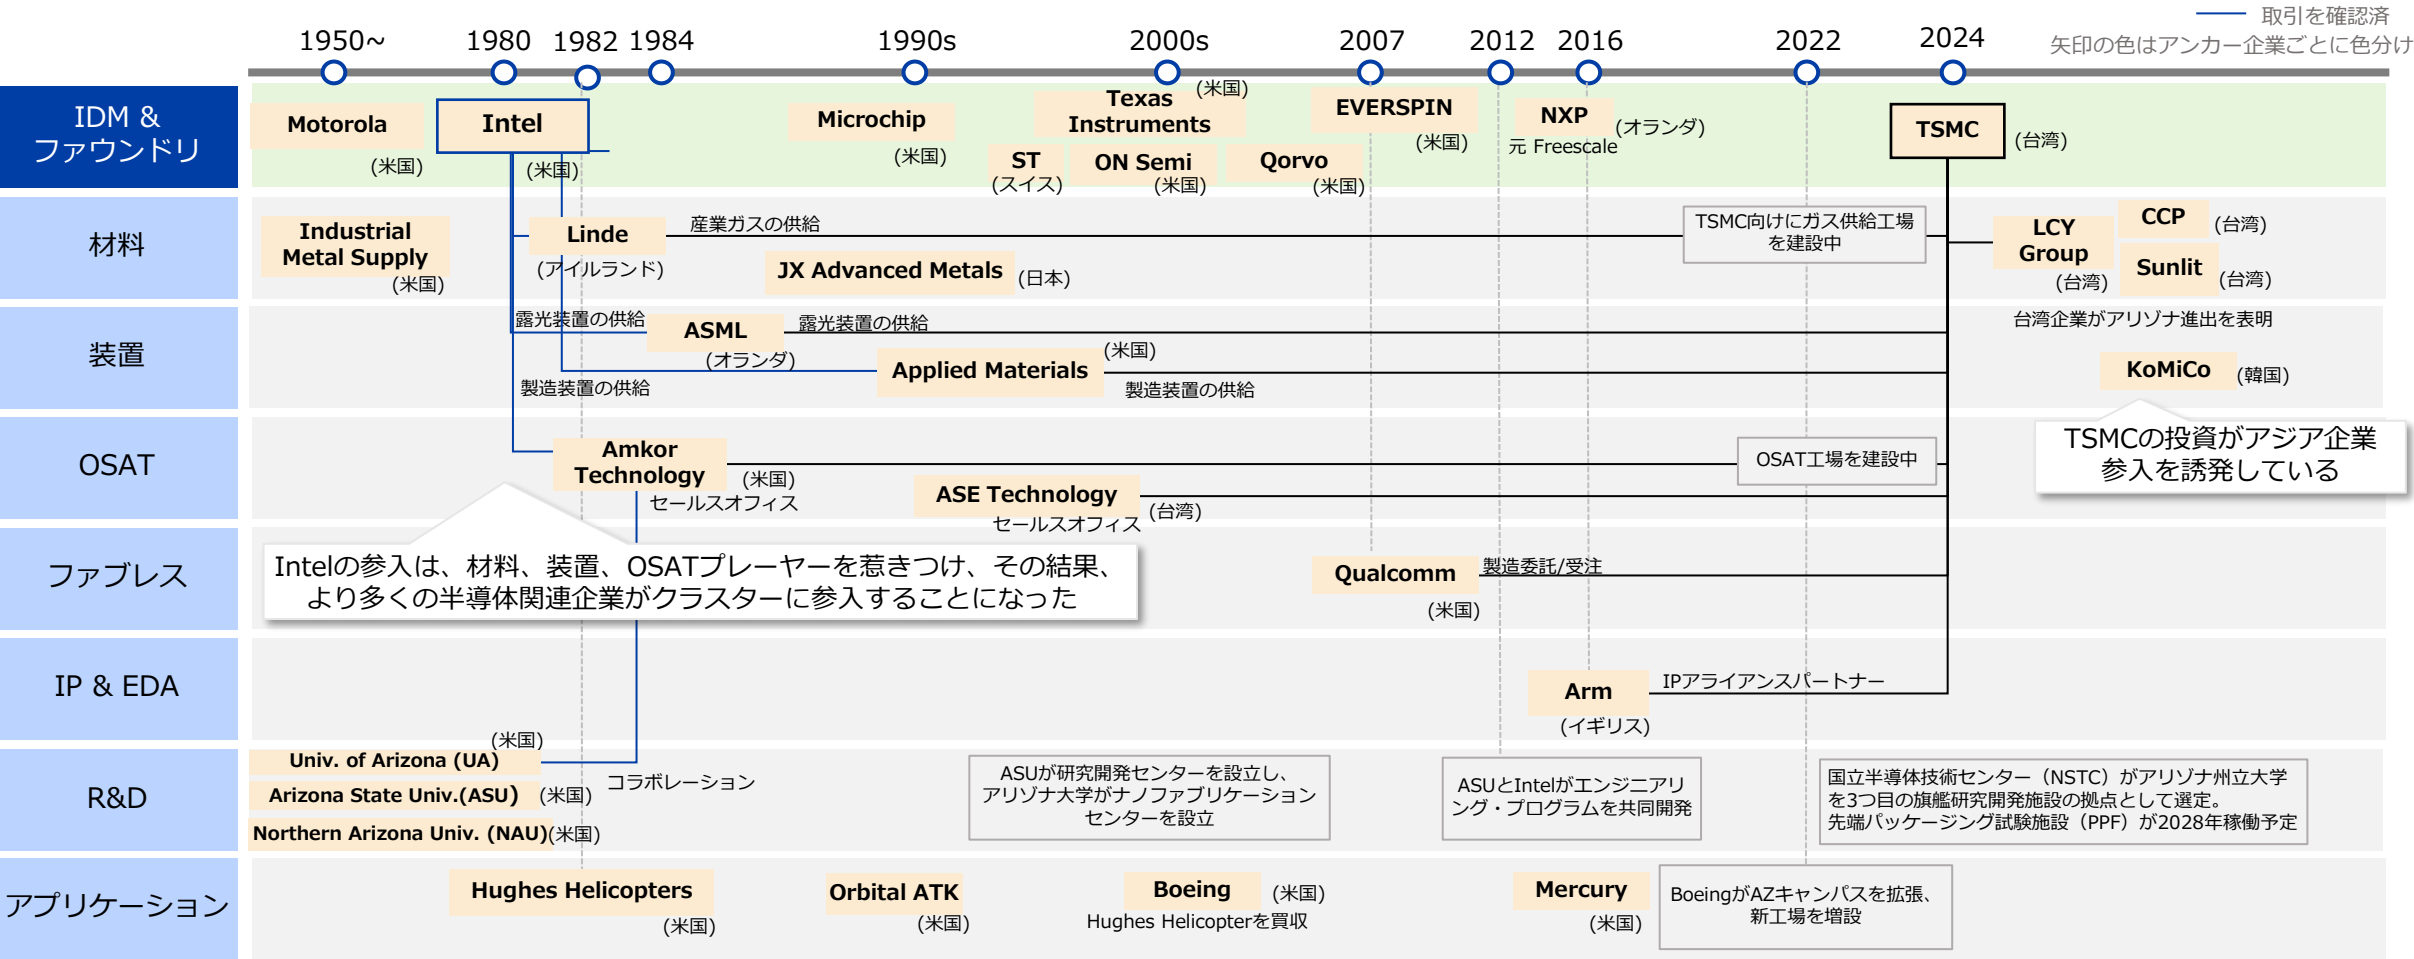 取引を確認済
矢印の色はアンカー企業ごとに色分け
1950~
1980
1982
1984
1990s
2000s
2007
2012
2016
2022
2024
IDM &
ファウンドリ
Motorola
(米国)
Intel
(米国)
Microchip
(米国)
Texas
Instruments
(米国)
ST
(スイス)
ON Semi
(米国)
Qorvo
(米国)
EVERSPIN
(米国)
NXP
(オランダ)
元 Freescale
TSMC
(台湾)
材料
Industrial
Metal Supply
(米国)
Linde
(アイルランド)
産業ガスの供給
JX Advanced Metals
(日本)
TSMC向けにガス供給工場
を建設中
LCY
Group
(台湾)
CCP
(台湾)
Sunlit
(台湾)
装置
露光装置の供給
ASML
(オランダ)
露光装置の供給
製造装置の供給
Applied Materials
(米国)
製造装置の供給
台湾企業がアリゾナ進出を表明
KoMiCo
(韓国)
TSMCの投資がアジア企業
参入を誘発している
OSAT
Amkor
Technology
(米国)
セールスオフィス
ASE Technology
(台湾)
セールスオフィス
OSAT工場を建設中
Intelの参入は、材料、装置、OSATプレーヤーを惹きつけ、その結果、
より多くの半導体関連企業がクラスターに参入することになった
ファブレス
Qualcomm
(米国)
製造委託/受注
IP & EDA
Arm
(イギリス)
IPアライアンスパートナー
R&D
(米国)
Univ. of Arizona (UA)
Arizona State Univ.(ASU)
(米国)
Northern Arizona Univ. (NAU)
(米国)
コラボレーション
ASUが研究開発センターを設立し、
アリゾナ大学がナノファブリケーション
センターを設立
ASUとIntelがエンジニアリ
ング・プログラムを共同開発
国立半導体技術センター（NSTC）がアリゾナ州立大学
を3つ目の旗艦研究開発施設の拠点として選定。
先端パッケージング試験施設（PPF）が2028年稼働予定
アプリケーション
Hughes Helicopters
(米国)
Orbital ATK
(米国)
Boeing
(米国)
Hughes Helicopterを買収
Mercury
(米国)
BoeingがAZキャンパスを拡張、
新工場を増設